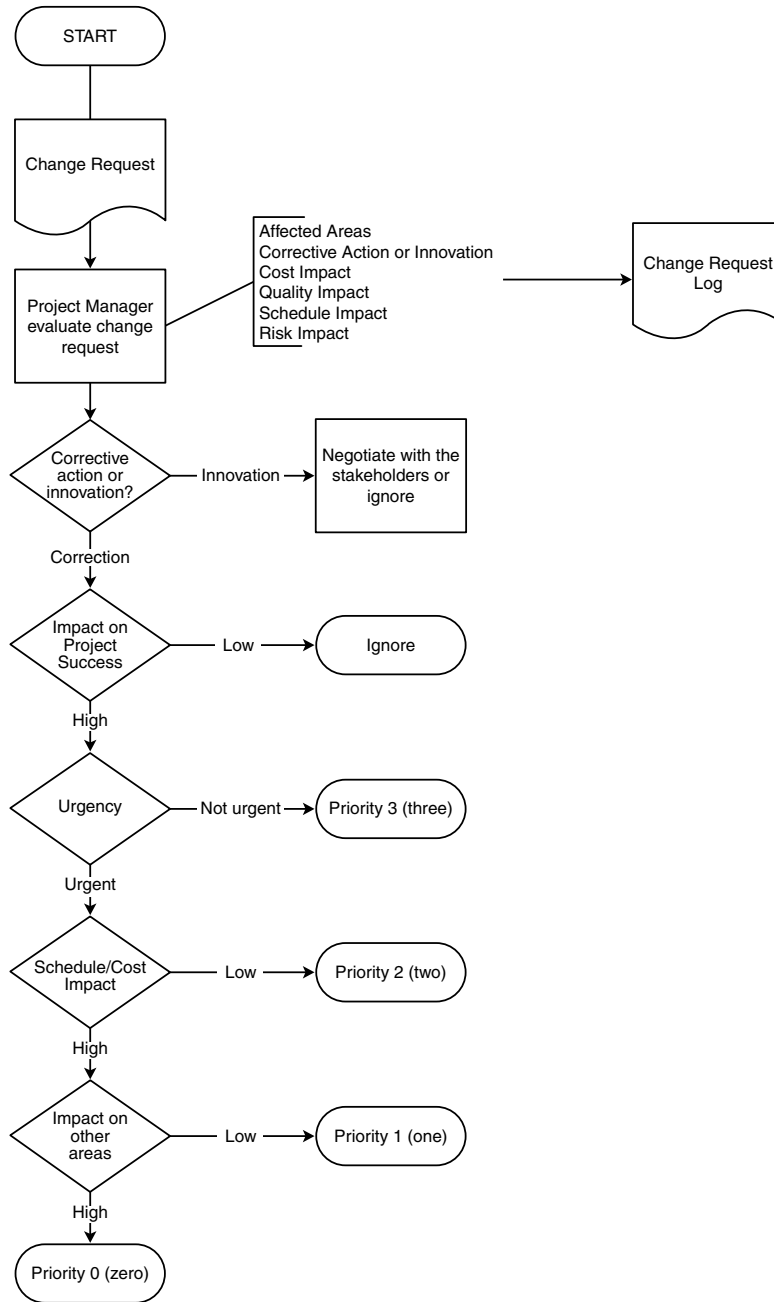 START
Change Request
Affected Areas
Corrective Action or Innovation
Cost Impact
Quality Impact
Schedule Impact
Risk Impact
Change Request
Log
Project Manager
evaluate change
request
Corrective
action or
innovation?
Innovation
Negotiate with the
stakeholders or
ignore
Correction
Impact on
Project
Success
Low
Ignore
High
Urgency
Not urgent
Priority 3 (three)
Urgent
Schedule/Cost
Impact
Low
Priority 2 (two)
High
Impact on
other
areas
Low
Priority 1 (one)
High
Priority 0 (zero)